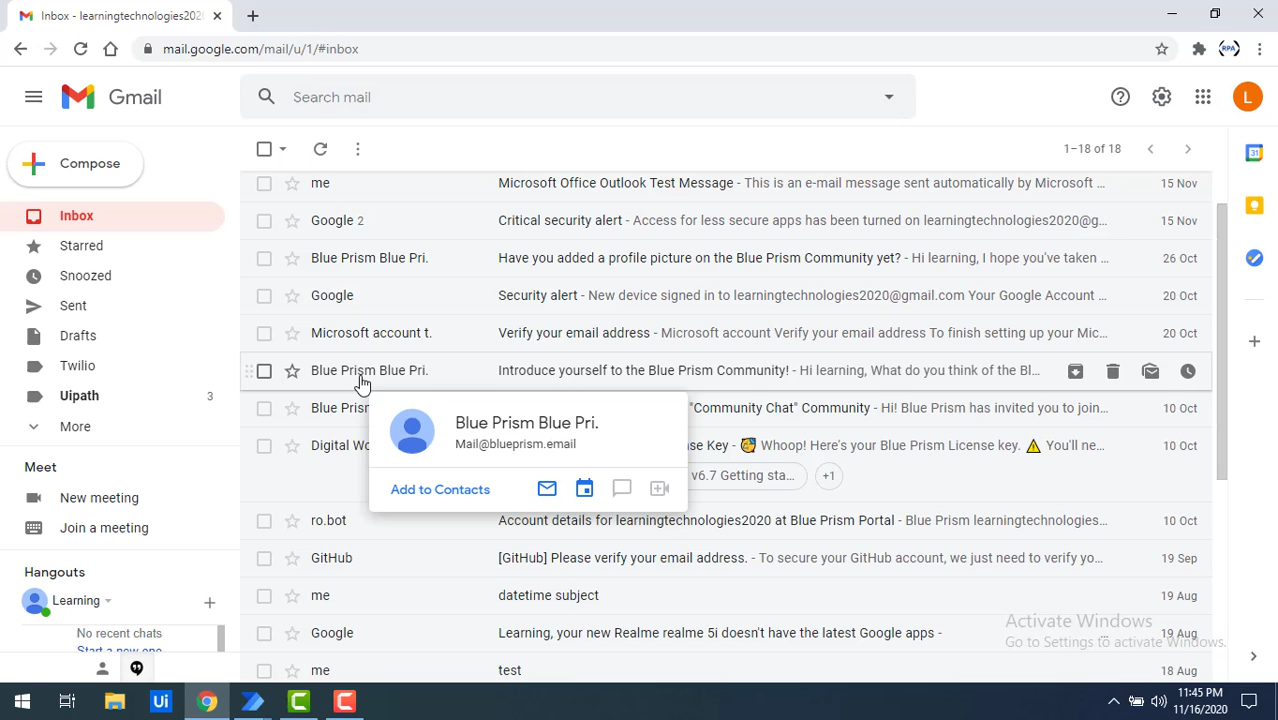 Inbox - learningtechnologies202
mail.google.com/mail/u/1/#inbox
RPA
Gmail
Search mail
L
Compose
1–18 of 18
31
Inbox
Starred
Snoozed
Sent
Drafts
Twilio
Uipath 3
More
me Microsoft Office Outlook Test Message - This is an e-mail message sent automatically by Microsoft ... 15 Nov
Google 2 Critical security alert - Access for less secure apps has been turned on learningtechnologies2020@g... 15 Nov
Blue Prism Blue Pri. Have you added a profile picture on the Blue Prism Community yet? - Hi learning, I hope you've taken ... 26 Oct
Google Security alert - New device signed in to learningtechnologies2020@gmail.com Your Google Account ... 20 Oct
Microsoft account t. Verify your email address - Microsoft account Verify your email address To finish setting up your Mic... 20 Oct
Blue Prism Blue Pri. Introduce yourself to the Blue Prism Community! - Hi learning, What do you think of the Bl...
Blue Prism "Community Chat" Community - Hi! Blue Prism has invited you to join... 10 Oct
Digital Wo Key - Whoop! Here's your Blue Prism License key. You'll ne... 10 Oct
v6.7 Getting sta... +1
Blue Prism Blue Pri.
Mail@blueprism.email
Add to Contacts
ro.bot Account details for learningtechnologies2020 at Blue Prism Portal - Blue Prism learningtechnologies... 10 Oct
GitHub [GitHub] Please verify your email address. - To secure your GitHub account, we just need to verify yo... 19 Sep
me datetime subject 19 Aug
Google Learning, your new Realme realme 5i doesn't have the latest Google apps - 19 Aug
me test 18 Aug
Meet
New meeting
Join a meeting
Hangouts
Learning
No recent chats
Start a new one
Activate Windows
Go to Settings to activate Windows.
Ui
11:45 PM
11/16/2020